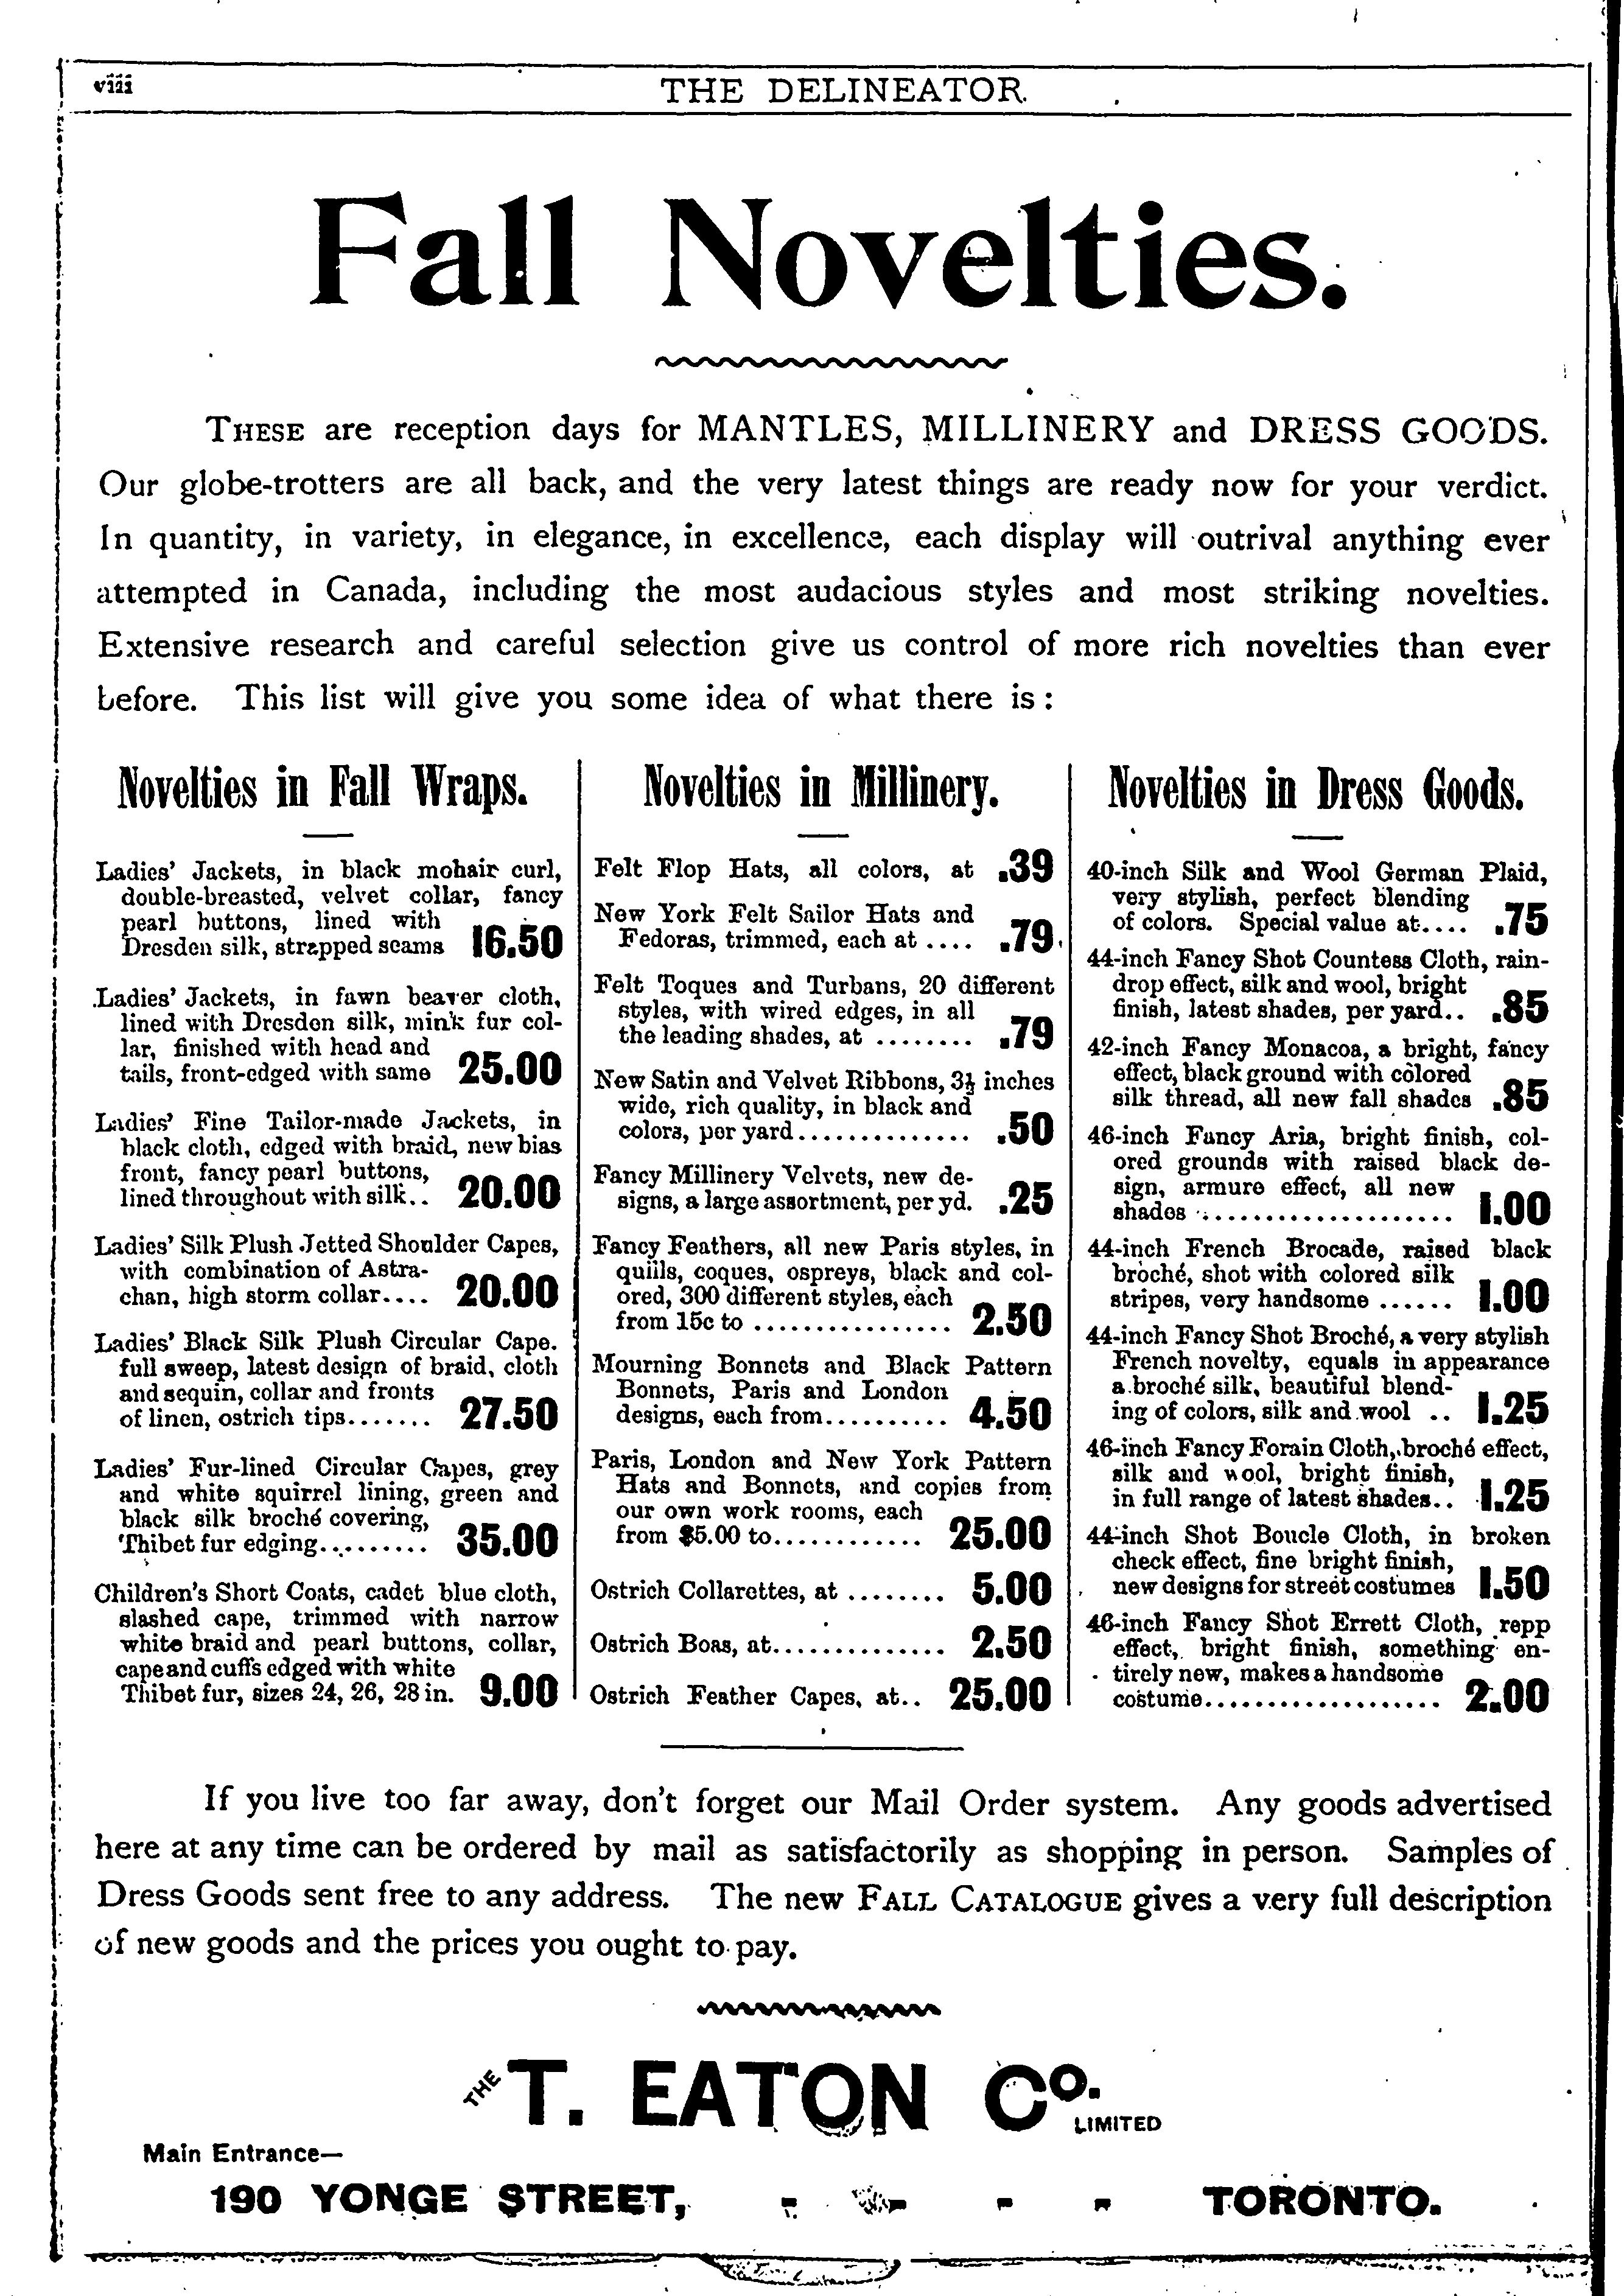 viii
THE DELINEATOR.
Fall Novelties.
THESE are reception days for MANTLES, MILLINERY and DRESS GOODS.
Our globe-trotters are all back, and the very latest things are ready now for your verdict.
In quantity, in variety, in elegance, in excellence, each display will outrival anything ever
attempted in Canada, including the most audacious styles and most striking novelties.
Extensive research and careful selection give us control of more rich novelties than ever
before. This list will give you some idea of what there is:
Novelties in Fall Wraps.
Ladies' Jackets, in black mohair curl,
double-breasted, velvet collar, fancy
pearl buttons, lined with
Dresden silk, strapped seams 16.50
Ladies' Jackets, in fawn beaver cloth,
lined with Dresden silk, mink fur col-
lar, finished with head and
tails, front-edged with same 25.00
Ladies' Fine Tailor-made Jackets, in
black cloth, edged with braid, new bias
front, fancy pearl buttons,
lined throughout with silk.. 20.00
Ladies' Silk Plush Jetted Shoulder Capes,
with combination of Astra-
chan, high storm collar.... 20.00
Ladies' Black Silk Plush Circular Cape.
full sweep, latest design of braid, cloth
and sequin, collar and fronts
of linen, ostrich tips....... 27.50
Ladies' Fur-lined Circular Capes, grey
and white squirrel lining, green and
black silk broché covering,
Thibet fur edging......... 35.00
Children's Short Coats, cadet blue cloth,
slashed cape, trimmed with narrow
white braid and pearl buttons, collar,
cape and cuffs edged with white
Thibet fur, sizes 24, 26, 28 in. 9.00
Novelties in Millinery.
Felt Flop Hats, all colors, at .39
New York Felt Sailor Hats and
Fedoras, trimmed, each at .... .79
Felt Toques and Turbans, 20 different
styles, with wired edges, in all
the leading shades, at ........ .79
New Satin and Velvet Ribbons, 3½ inches
wide, rich quality, in black and
colors, per yard.............. .50
Fancy Millinery Velvets, new de-
signs, a large assortment, per yd. .25
Fancy Feathers, all new Paris styles, in
quills, coques, ospreys, black and col-
ored, 300 different styles, each
from 15c to ................ 2.50
Mourning Bonnets and Black Pattern
Bonnets, Paris and London
designs, each from.......... 4.50
Paris, London and New York Pattern
Hats and Bonnets, and copies from
our own work rooms, each
from $5.00 to............ 25.00
Ostrich Collarettes, at ........ 5.00
Ostrich Boas, at.............. 2.50
Ostrich Feather Capes, at.. 25.00
Novelties in Dress Goods.
40-inch Silk and Wool German Plaid,
very stylish, perfect blending
of colors. Special value at.... .75
44-inch Fancy Shot Countess Cloth, rain-
drop effect, silk and wool, bright
finish, latest shades, per yard.. .85
42-inch Fancy Monacoa, a bright, fancy
effect, black ground with colored
silk thread, all new fall shades .85
46-inch Fancy Aria, bright finish, col-
ored grounds with raised black de-
sign, armure effect, all new
shades ..................... 1.00
44-inch French Brocade, raised black
broché, shot with colored silk
stripes, very handsome ...... 1.00
44-inch Fancy Shot Broché, a very stylish
French novelty, equals in appearance
a broché silk, beautiful blend-
ing of colors, silk and wool .. 1.25
46-inch Fancy Forain Cloth, broché effect,
silk and wool, bright finish,
in full range of latest shades.. 1.25
44-inch Shot Boucle Cloth, in broken
check effect, fine bright finish,
new designs for street costumes 1.50
46-inch Fancy Shot Errett Cloth, repp
effect, bright finish, something en-
tirely new, makes a handsome
costume.................... 2.00
If you live too far away, don't forget our Mail Order system. Any goods advertised
here at any time can be ordered by mail as satisfactorily as shopping in person. Samples of
Dress Goods sent free to any address. The new FALL CATALOGUE gives a very full description
of new goods and the prices you ought to pay.
THE T. EATON Co. LIMITED
Main Entrance—
190 YONGE STREET, - - - - TORONTO.